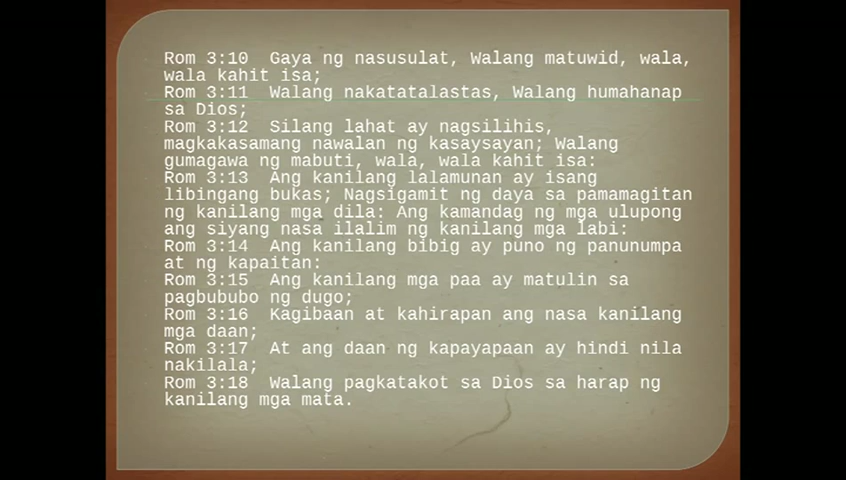 Rom 3:10  Gaya ng nasusulat, Walang matuwid, wala,
wala kahit isa;
Rom 3:11  Walang nakatatalastas, Walang humahanap
sa Dios;
Rom 3:12  Silang lahat ay nagsilihis,
magkakasamang nawalan ng kasaysayan; Walang
gumagawa ng mabuti, wala, wala kahit isa:
Rom 3:13  Ang kanilang lalamunan ay isang
libingang bukas; Nagsigamit ng daya sa pamamagitan
ng kanilang mga dila: Ang kamandag ng mga ulupong
ang siyang nasa ilalim ng kanilang mga labi:
Rom 3:14  Ang kanilang bibig ay puno ng panunumpa
at ng kapaitan:
Rom 3:15  Ang kanilang mga paa ay matulin sa
pagbububo ng dugo;
Rom 3:16  Kagibaan at kahirapan ang nasa kanilang
mga daan;
Rom 3:17  At ang daan ng kapayapaan ay hindi nila
nakilala;
Rom 3:18  Walang pagkatakot sa Dios sa harap ng
kanilang mga mata.